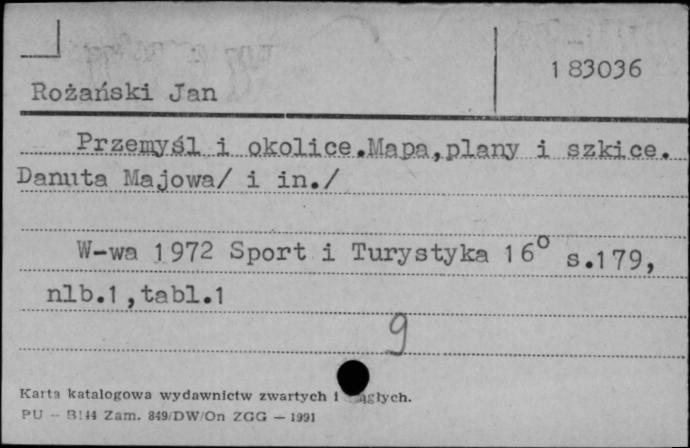 1 83036
Rożański Jan
Przemyśl i okolice.Mapa,plany i szkice.
Danuta Majowa/ i in./
W-wa 1972 Sport i Turystyka 16° s.179,
nlb.1,tabl.1
9
Karta katalogowa wydawnictw zwartych i
PU - B144 Zam. 849/DW/On ZGG - 1991